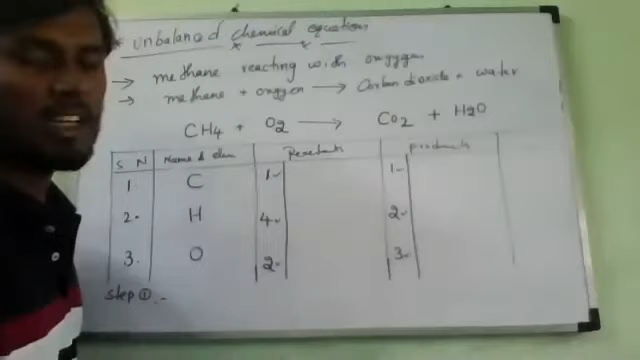 * Unbalanced chemical equations
→ methane reacting with oxygen
→ methane + oxygen → Carbon dioxide + water
CH4 + O2 → CO2 + H2O
S N Name & elem Reactants products
1 C 1 1
2. H 4 2
3. O 2 3
Step ①.-